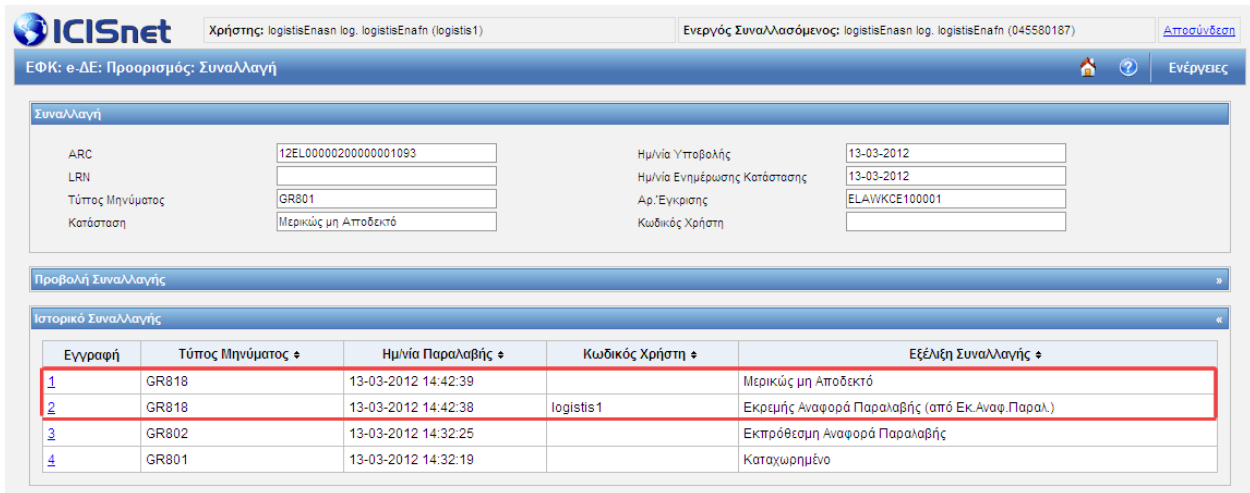 ICISnet Χρήστης: logistisEnasn log. logistisEnafn (logistis1) Ενεργός Συναλλασόμενος: logistisEnasn log. logistisEnafn (045580187) Αποσύνδεση
ΕΦΚ: e-ΔΕ: Προορισμός: Συναλλαγή Ενέργειες
Συναλλαγή
ARC 12EL00000200000001093 Ημ/νία Υποβολής 13-03-2012
LRN Ημ/νία Ενημέρωσης Κατάστασης 13-03-2012
Τύπος Μηνύματος GR801 Αρ.Έγκρισης ELAWKCE100001
Κατάσταση Μερικώς μη Αποδεκτό Κωδικός Χρήστη
Προβολή Συναλλαγής »
Ιστορικό Συναλλαγής «
Εγγραφή Τύπος Μηνύματος Ημ/νία Παραλαβής Κωδικός Χρήστη Εξέλιξη Συναλλαγής
1 GR818 13-03-2012 14:42:39 Μερικώς μη Αποδεκτό
2 GR818 13-03-2012 14:42:38 logistis1 Εκρεμής Αναφορά Παραλαβής (από Εκ.Αναφ.Παραλ.)
3 GR802 13-03-2012 14:32:25 Εκπρόθεσμη Αναφορά Παραλαβής
4 GR801 13-03-2012 14:32:19 Καταχωρημένο